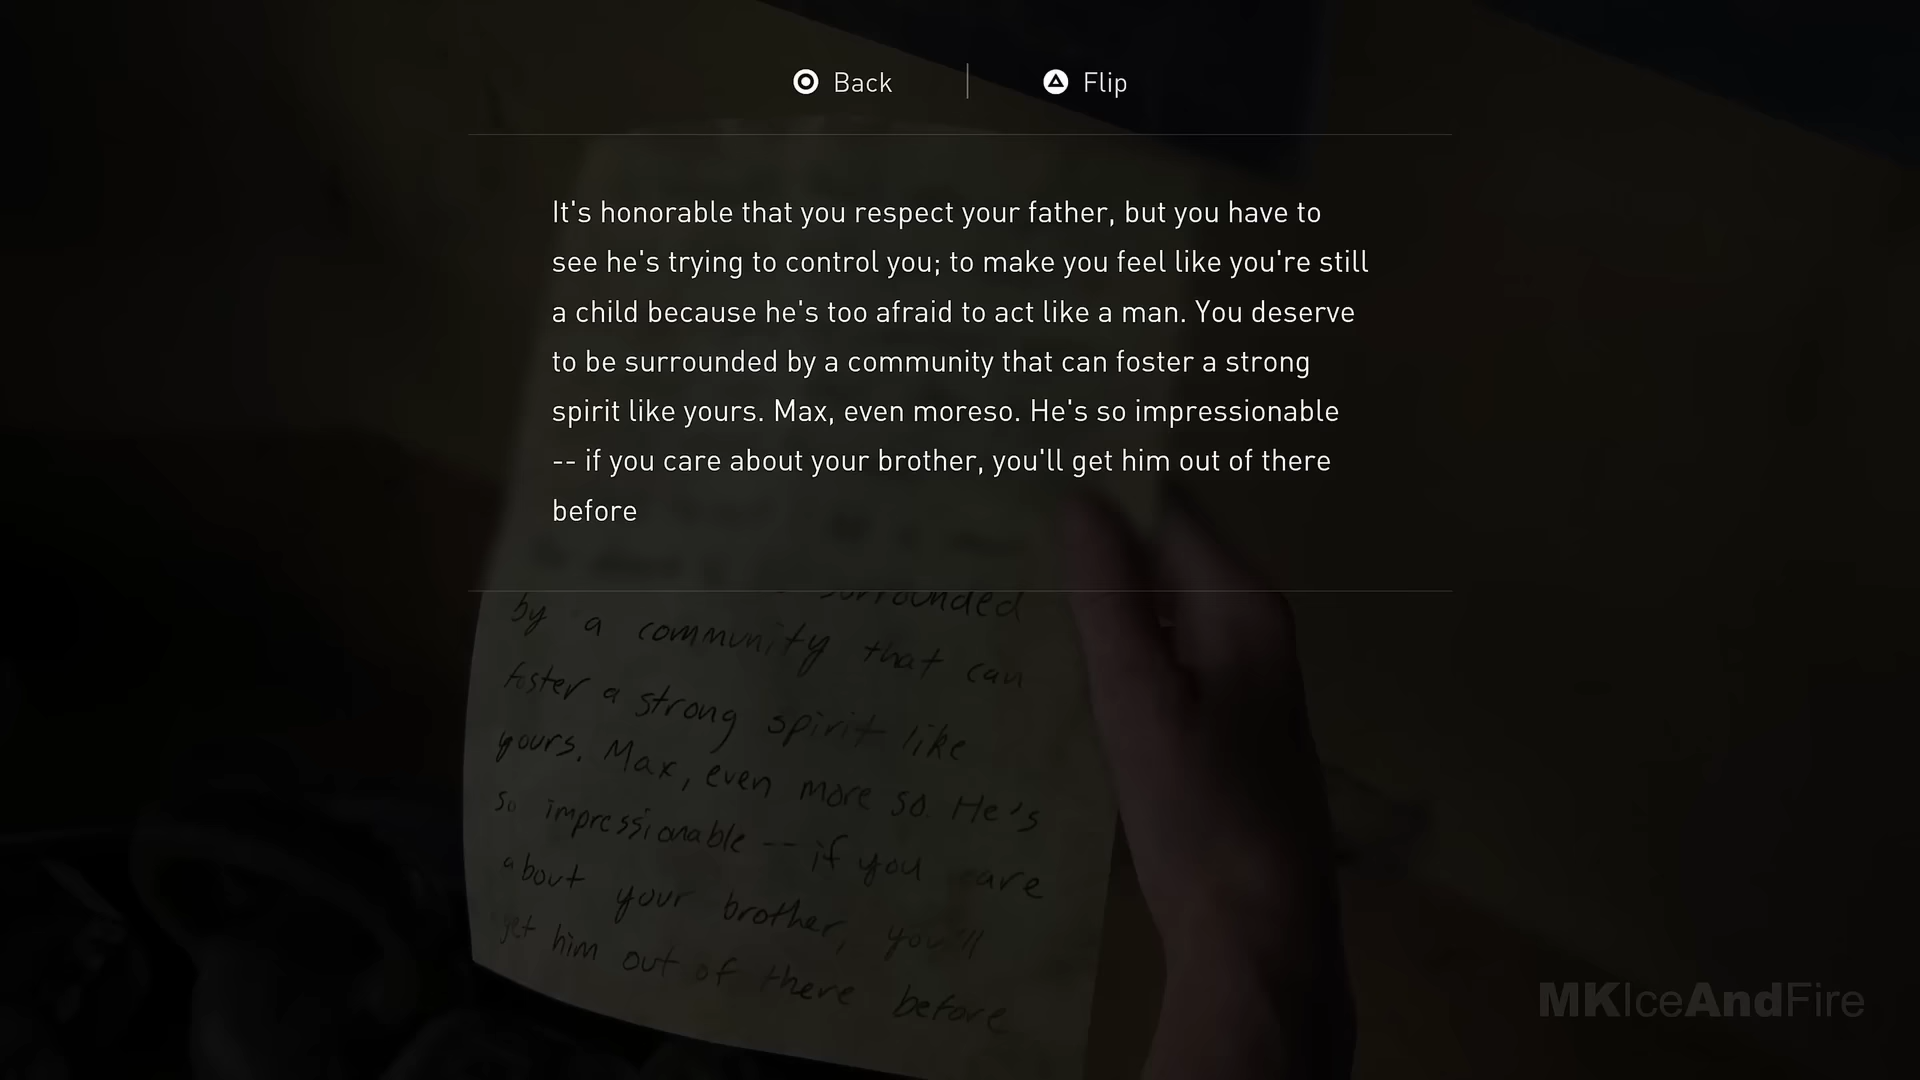 Back
Flip
It's honorable that you respect your father, but you have to
see he's trying to control you; to make you feel like you're still
a child because he's too afraid to act like a man. You deserve
to be surrounded by a community that can foster a strong
spirit like yours. Max, even moreso. He's so impressionable
-- if you care about your brother, you'll get him out of there
before
surrounded
by a community that can
foster a strong spirit like
yours. Max, even more so. He's
so impressionable -- if you care
about your brother, you'll
get him out of there before
MKIceAndFire